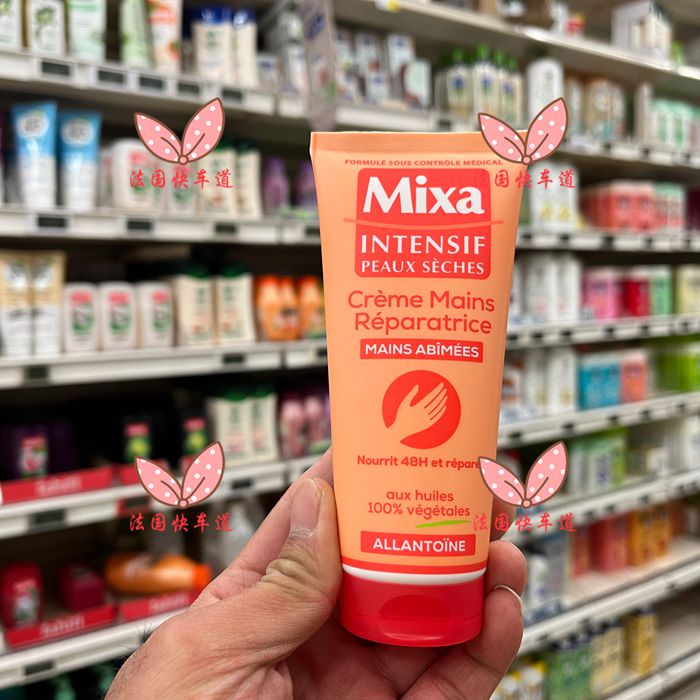 FORMULÉ SOUS CONTRÔLE MÉDICAL
Mixa
INTENSIF
PEAUX SÈCHES
Crème Mains
Réparatrice
MAINS ABÎMÉES
Nourrit 48H et répare
aux huiles
100% végétales
ALLANTOÏNE
法国快车道
法国快车道
法国快车道
法国快车道